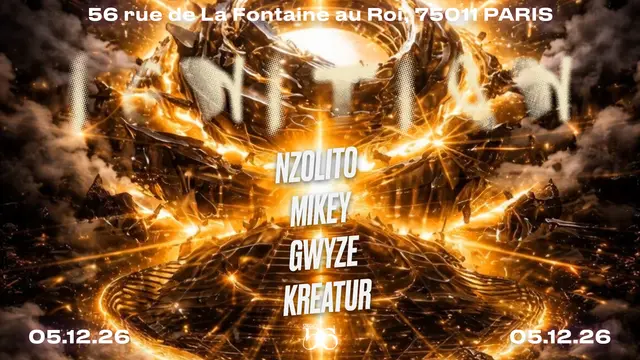 56 rue de La Fontaine au Roi, 75011 PARIS
IGNITION
NZOLITO
MIKEY
GWYZE
KREATUR
05.12.26
05.12.26